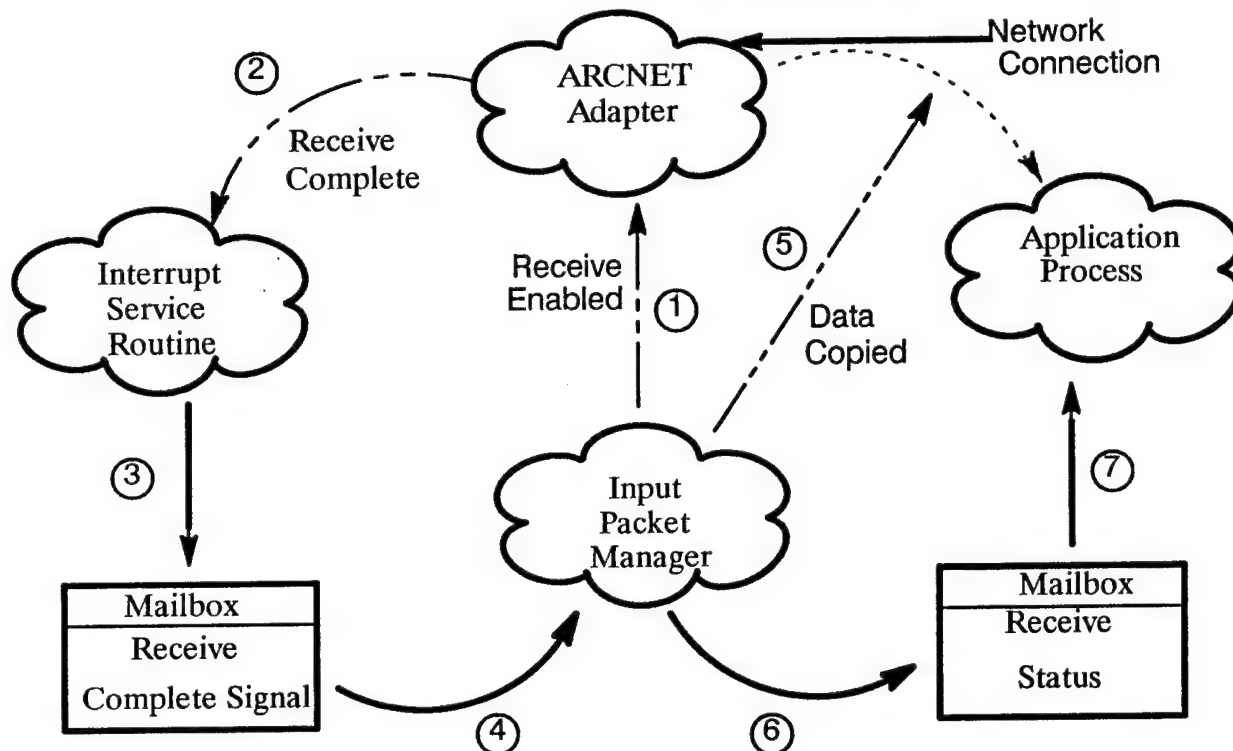 Network
Connection
ARCNET
Adapter
2
Receive
Complete
Application
Process
Interrupt
Service
Routine
Receive
Enabled
1
5
Data
Copied
3
Input
Packet
Manager
7
Mailbox
Receive
Complete Signal
Mailbox
Receive
Status
4
6